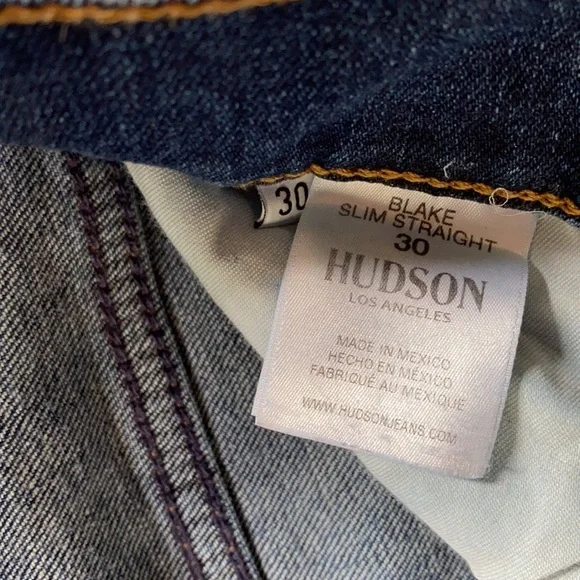 30
BLAKE
SLIM STRAIGHT
30
HUDSON
LOS ANGELES
MADE IN MEXICO
HECHO EN MÉXICO
FABRIQUÉ AU MEXIQUE
WWW.HUDSONJEANS.COM